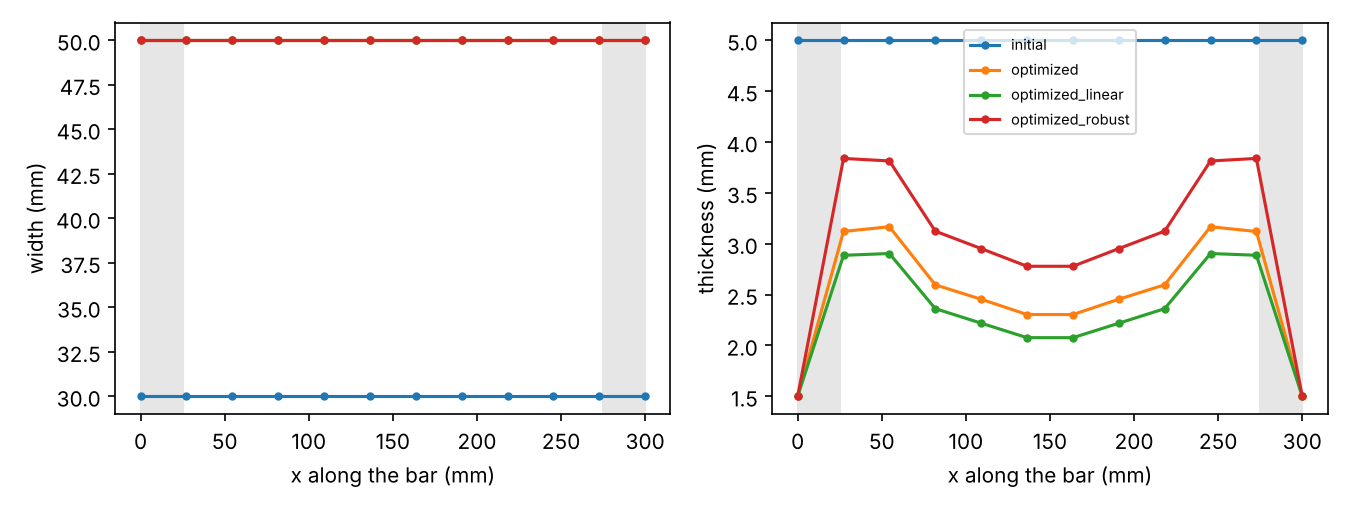 50.0
47.5
45.0
42.5
40.0
37.5
35.0
32.5
30.0
width (mm)
0 50 100 150 200 250 300
x along the bar (mm)
5.0
4.5
4.0
3.5
3.0
2.5
2.0
1.5
thickness (mm)
initial
optimized
optimized_linear
optimized_robust
0 50 100 150 200 250 300
x along the bar (mm)